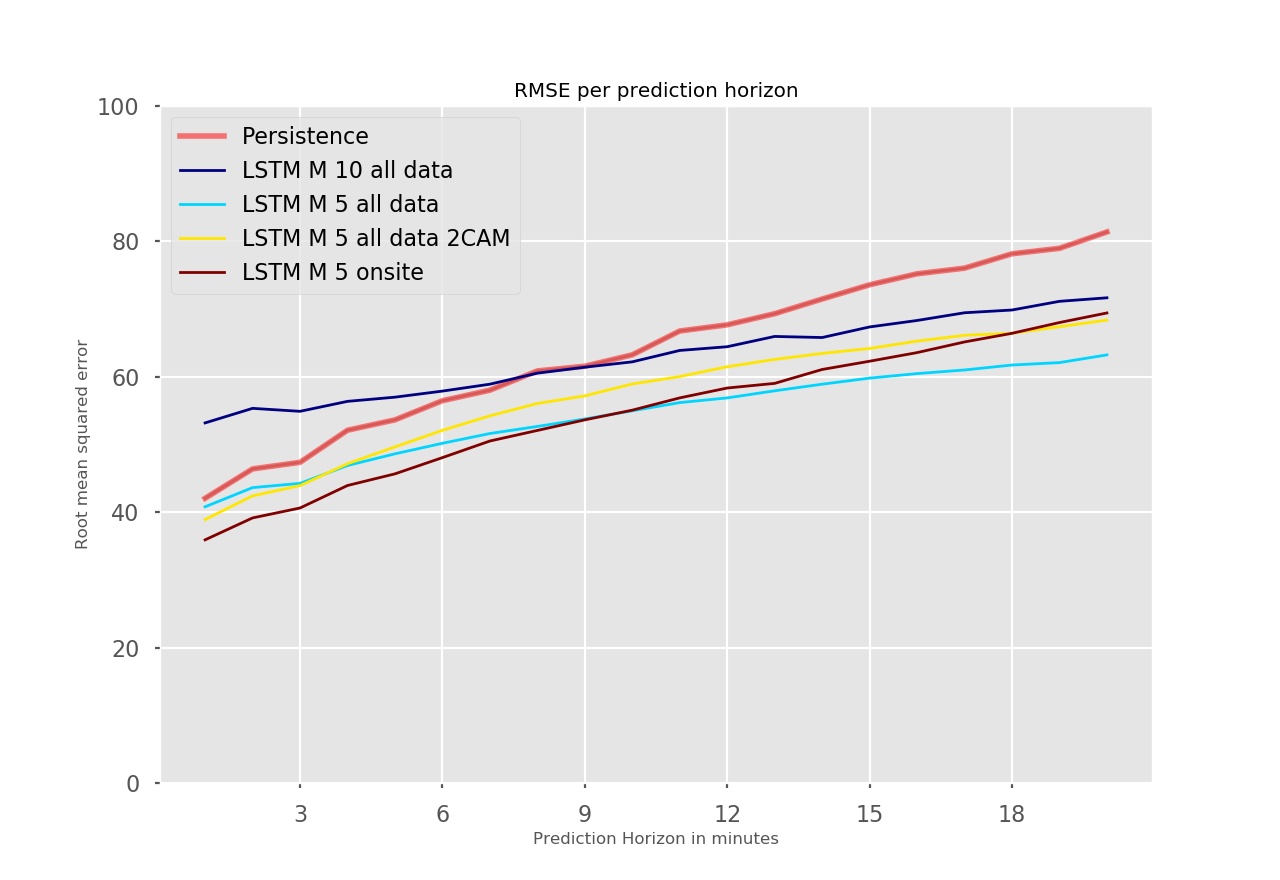 RMSE per prediction horizon
100
80
60
40
20
0
Root mean squared error
Persistence
LSTM M 10 all data
LSTM M 5 all data
LSTM M 5 all data 2CAM
LSTM M 5 onsite
3 6 9 12 15 18
Prediction Horizon in minutes